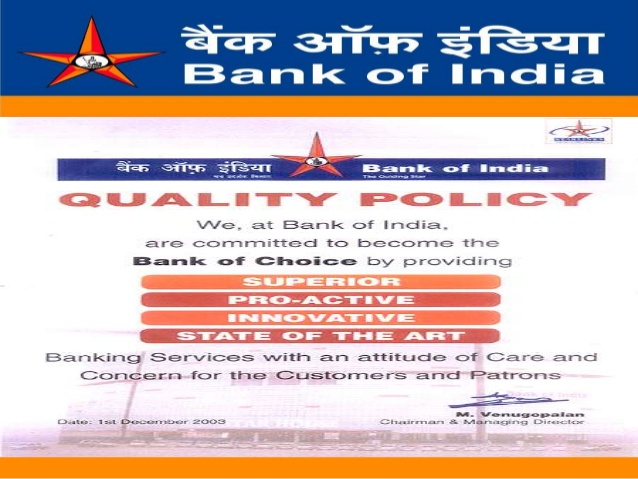 बैंक ऑफ़ इंडिया
Bank of India
बैंक ऑफ़ इंडिया
Bank of India
The Guiding Star
QUALITY POLICY
We, at Bank of India,
are committed to become the
Bank of Choice by providing
SUPERIOR
PRO-ACTIVE
INNOVATIVE
STATE OF THE ART
Banking Services with an attitude of Care and
Concern for the Customers and Patrons
M. Venugopalan
Date: 1st December 2003
Chairman & Managing Director